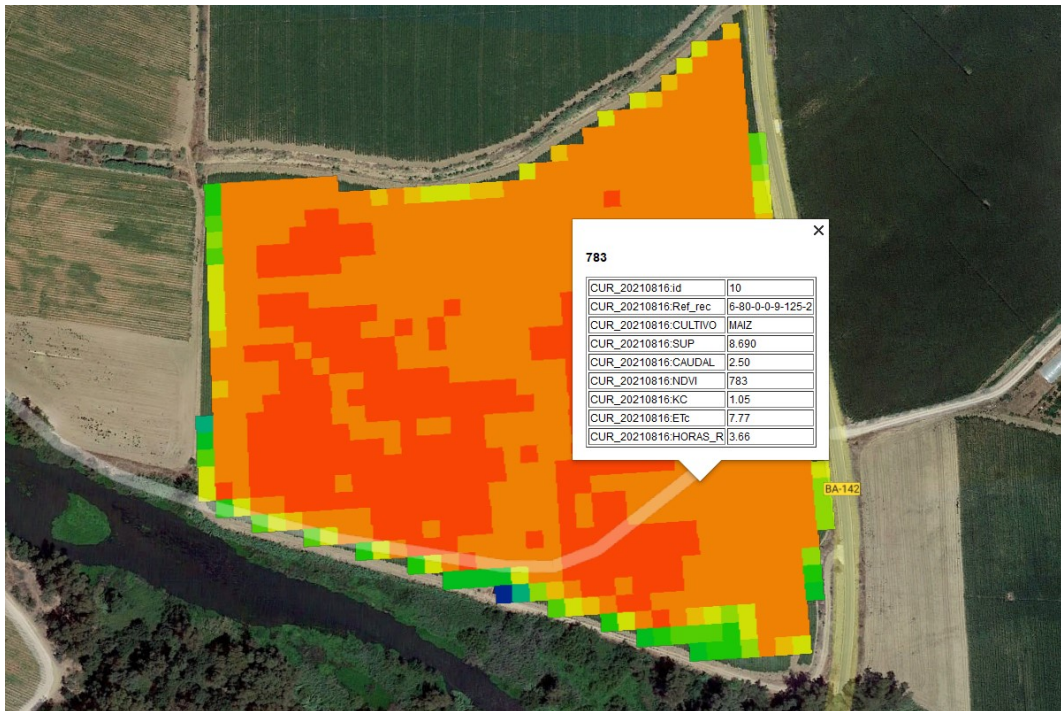 ×
783
CUR_20210816:id 10
CUR_20210816:Ref_rec 6-80-0-0-9-125-2
CUR_20210816:CULTIVO MAIZ
CUR_20210816:SUP 8.690
CUR_20210816:CAUDAL 2.50
CUR_20210816:NDVI 783
CUR_20210816:KC 1.05
CUR_20210816:ETc 7.77
CUR_20210816:HORAS_R 3.66
BA-142